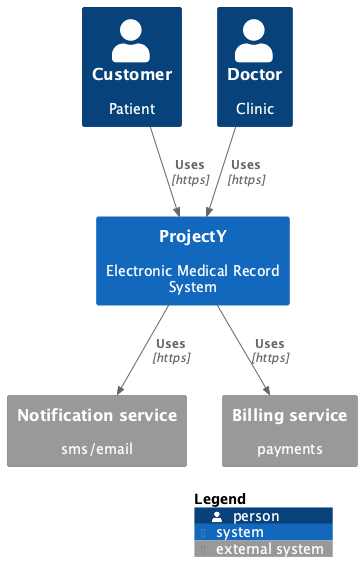 Customer
Patient
Doctor
Clinic
Uses
[https]
Uses
[https]
ProjectY
Electronic Medical Record
System
Uses
[https]
Uses
[https]
Notification service
sms/email
Billing service
payments
Legend
person
system
external system